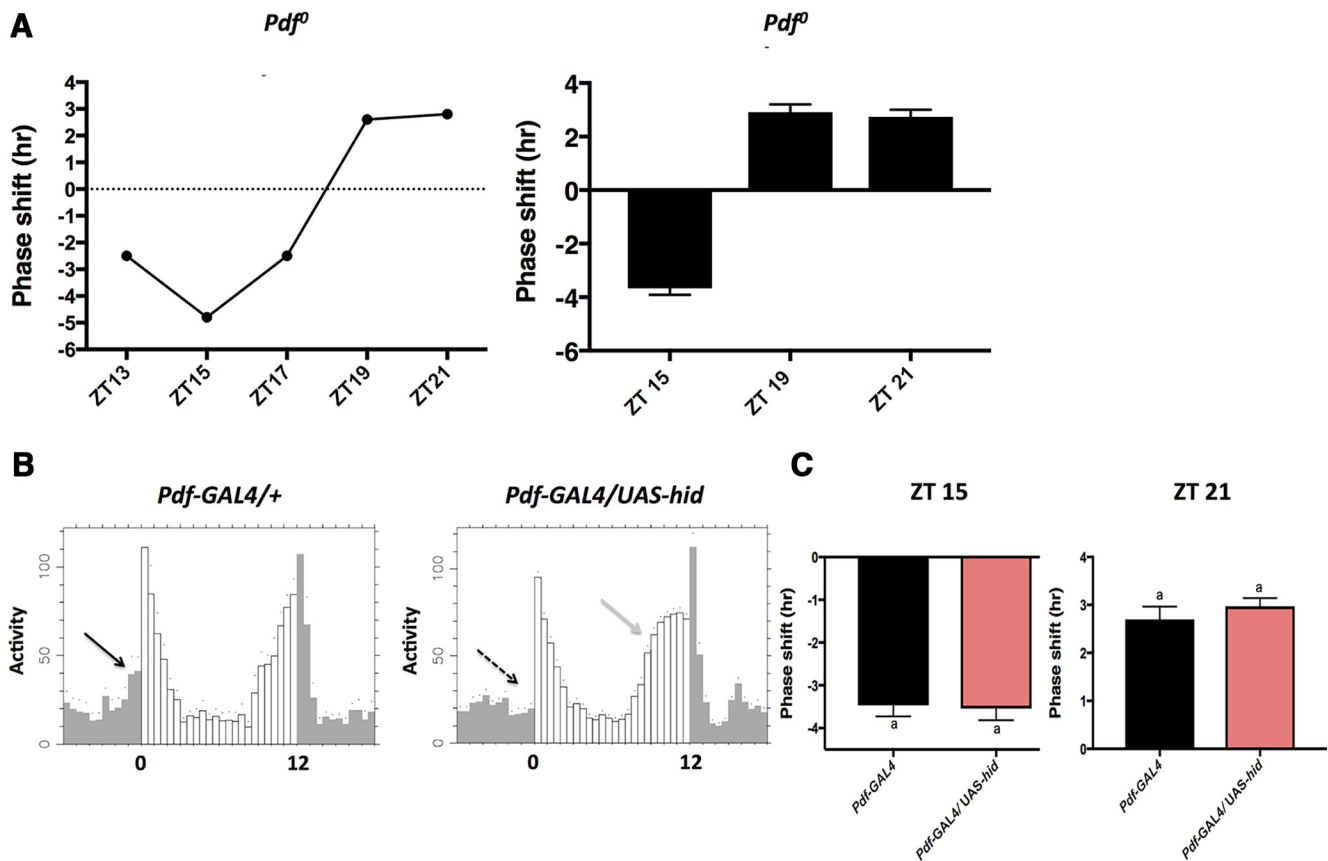 A
Pdf⁰
Pdf⁰
Phase shift (hr)
4
3
2
1
0
-1
-2
-3
-4
-5
-6
ZT13
ZT15
ZT17
ZT19
ZT21
Phase shift (hr)
4
2
0
-2
-4
-6
ZT 15
ZT 19
ZT 21
B
Pdf-GAL4/+
Pdf-GAL4/UAS-hid
Activity
100
50
0
0
12
Activity
100
50
0
0
12
C
ZT 15
ZT 21
Phase shift (hr)
0
-1
-2
-3
-4
a
a
Pdf-GAL4
Pdf-GAL4/ UAS-hid
Phase shift (hr)
4
3
2
1
0
a
a
Pdf-GAL4
Pdf-GAL4/ UAS-hid